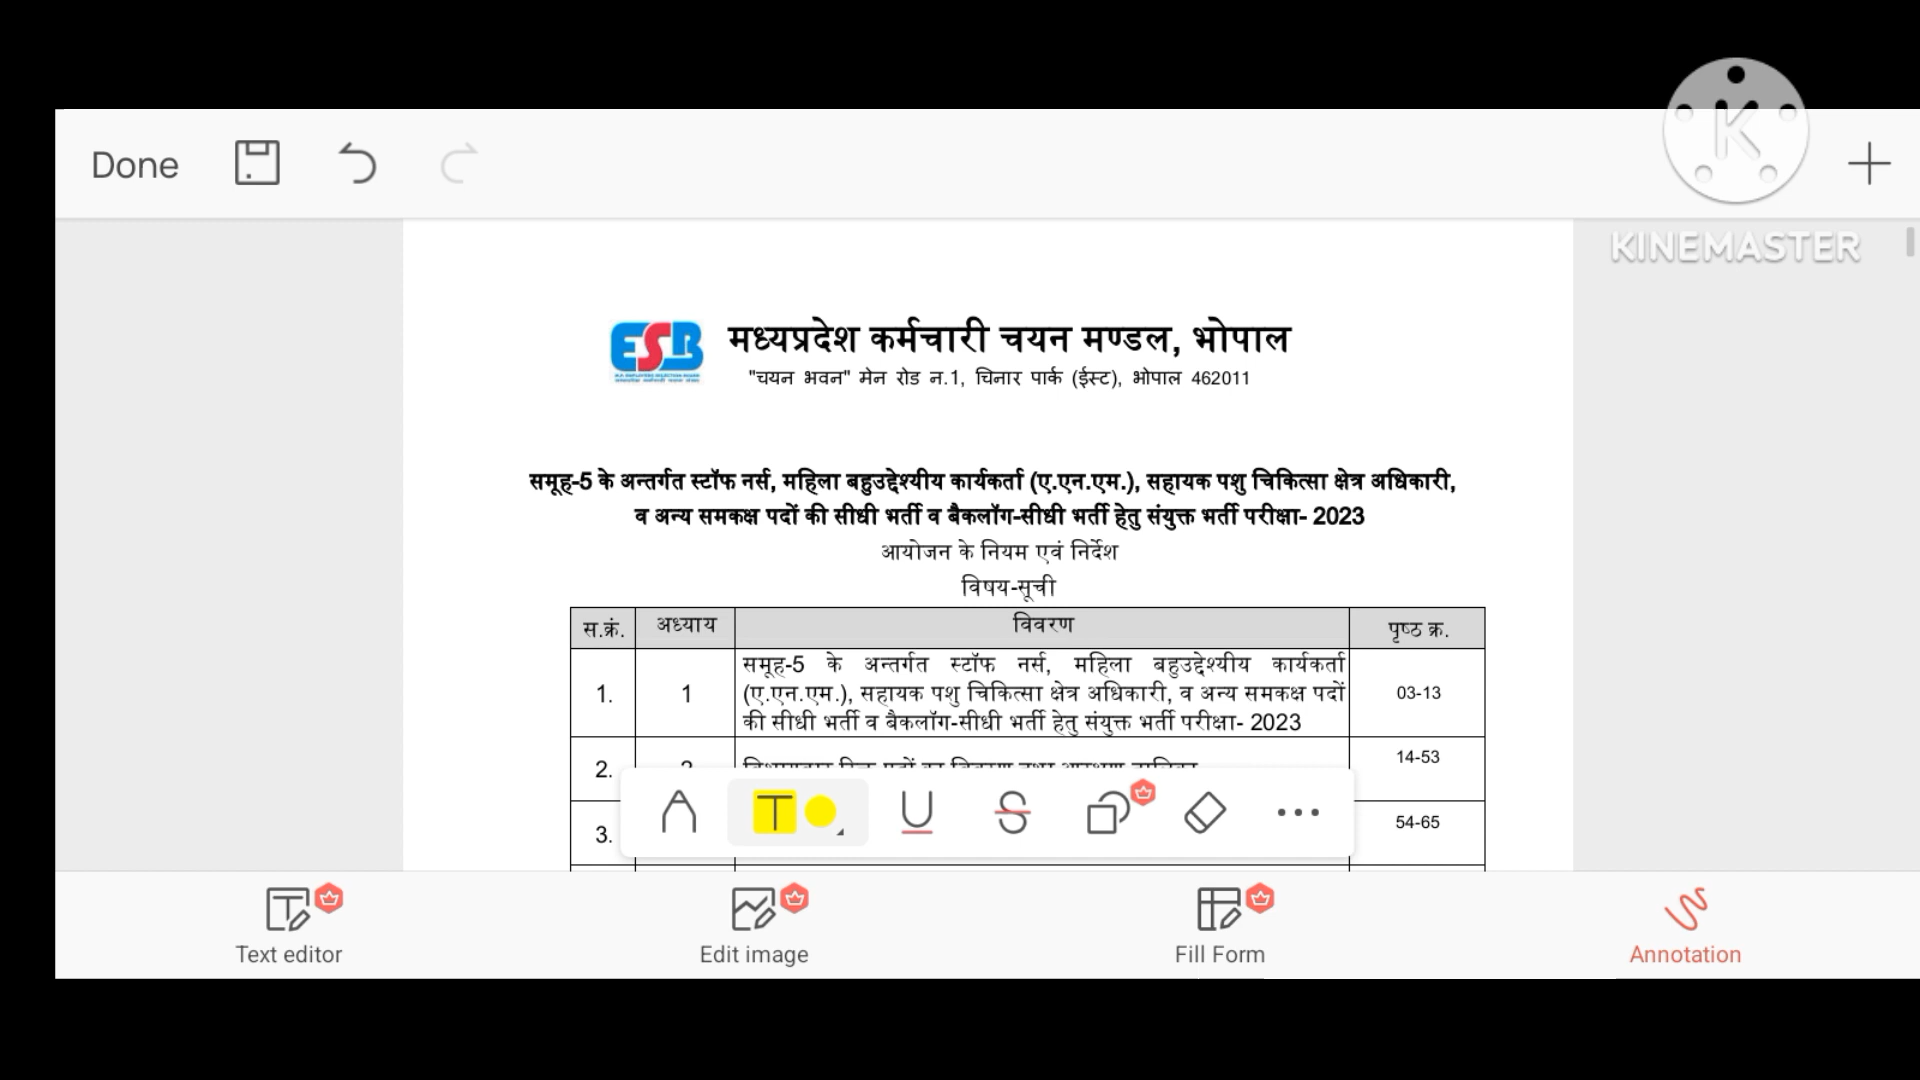 Done
KINEMASTER
ESB
मध्यप्रदेश कर्मचारी चयन मण्डल, भोपाल
"चयन भवन" मेन रोड न.1, चिनार पार्क (ईस्ट), भोपाल 462011
समूह-5 के अन्तर्गत स्टॉफ नर्स, महिला बहुउद्देश्यीय कार्यकर्ता (ए.एन.एम.), सहायक पशु चिकित्सा क्षेत्र अधिकारी,
व अन्य समकक्ष पदों की सीधी भर्ती व बैकलॉग-सीधी भर्ती हेतु संयुक्त भर्ती परीक्षा- 2023
आयोजन के नियम एवं निर्देश
विषय-सूची
स.क्रं. अध्याय विवरण पृष्ठ क्र.
समूह-5 के अन्तर्गत स्टॉफ नर्स, महिला बहुउद्देश्यीय कार्यकर्ता
1. 1 (ए.एन.एम.), सहायक पशु चिकित्सा क्षेत्र अधिकारी, व अन्य समकक्ष पदों 03-13
की सीधी भर्ती व बैकलॉग-सीधी भर्ती हेतु संयुक्त भर्ती परीक्षा- 2023
2. 14-53
3. 54-65
Text editor
Edit image
Fill Form
Annotation